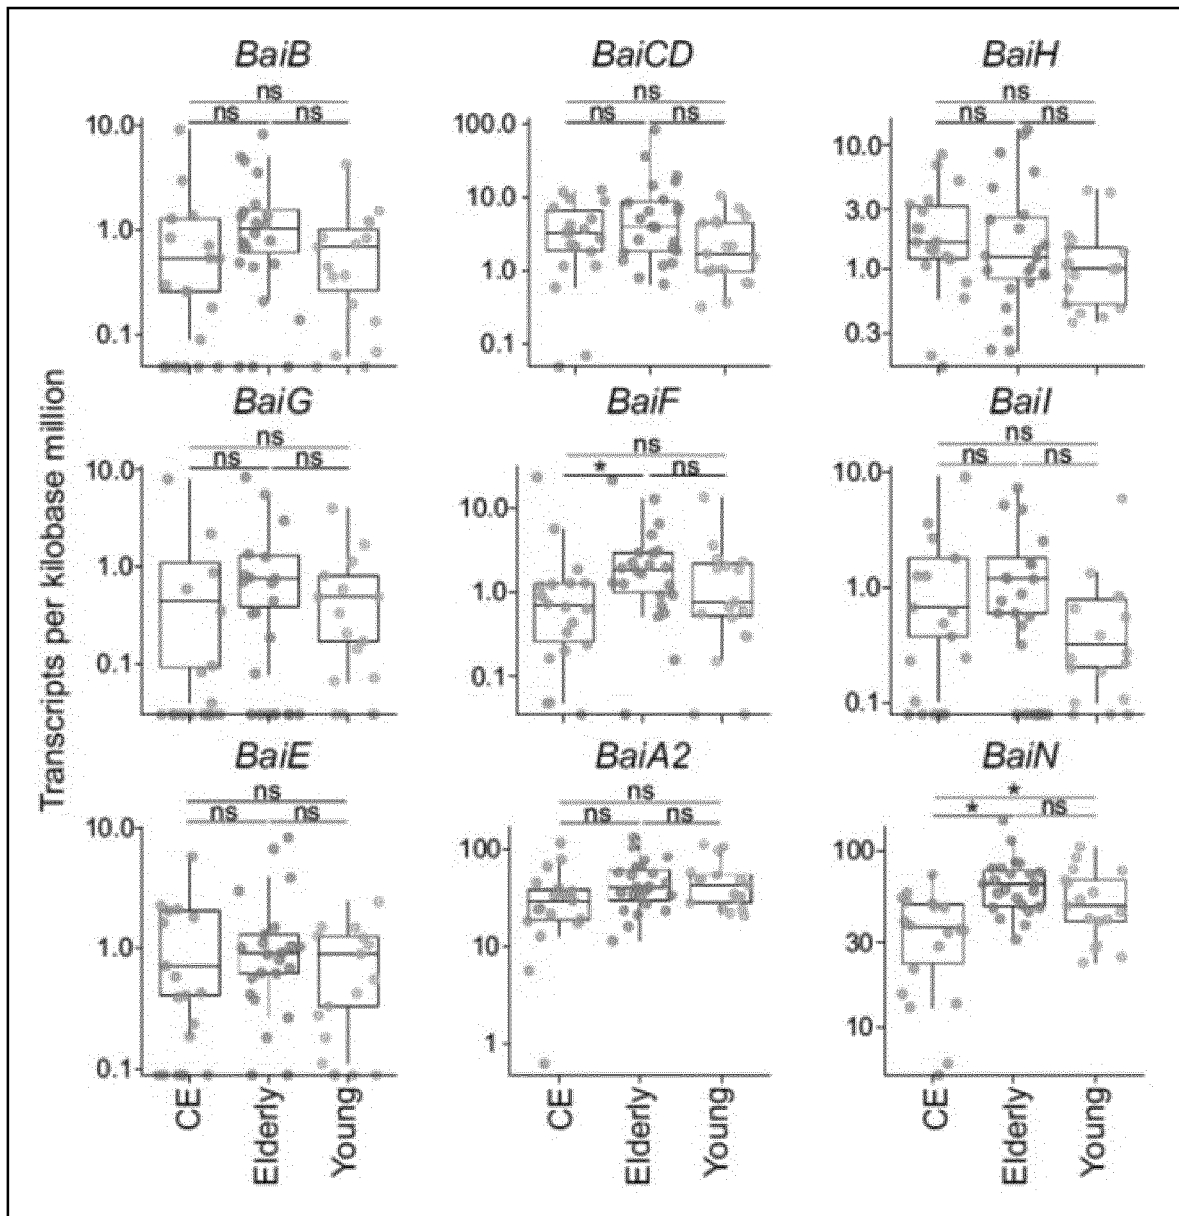 BaiB BaiCD BaiH
ns ns ns
ns ns ns ns ns ns
10.0 100.0 10.0
10.0 3.0
1.0 1.0 1.0
0.1 0.1 0.3
Transcripts per kilobase million
BaiG BaiF BaiI
ns ns ns
ns ns * ns ns ns
10.0 10.0 10.0
1.0 1.0 1.0
0.1 0.1 0.1
BaiE BaiA2 BaiN
ns ns *
ns ns ns ns * ns
10.0 100 100
1.0 10 30
0.1 1 10
CE Elderly Young CE Elderly Young CE Elderly Young